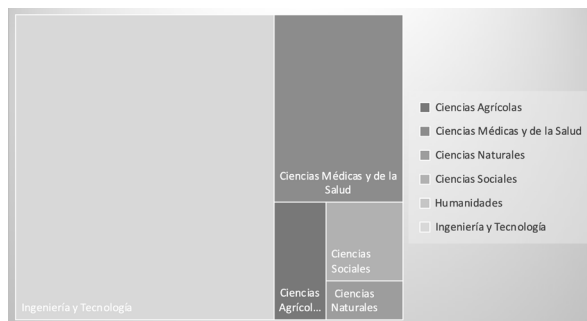 Ciencias Médicas y de la
Salud
Ciencias
Sociales
Ciencias
Agrícol...
Ciencias
Naturales
Ingeniería y Tecnología
Ciencias Agrícolas
Ciencias Médicas y de la Salud
Ciencias Naturales
Ciencias Sociales
Humanidades
Ingeniería y Tecnología